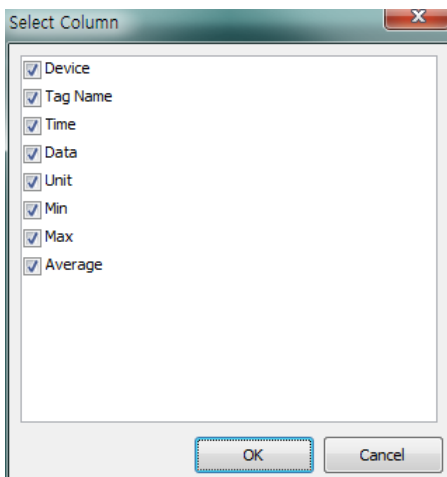 Select Column
Device
Tag Name
Time
Data
Unit
Min
Max
Average
OK Cancel